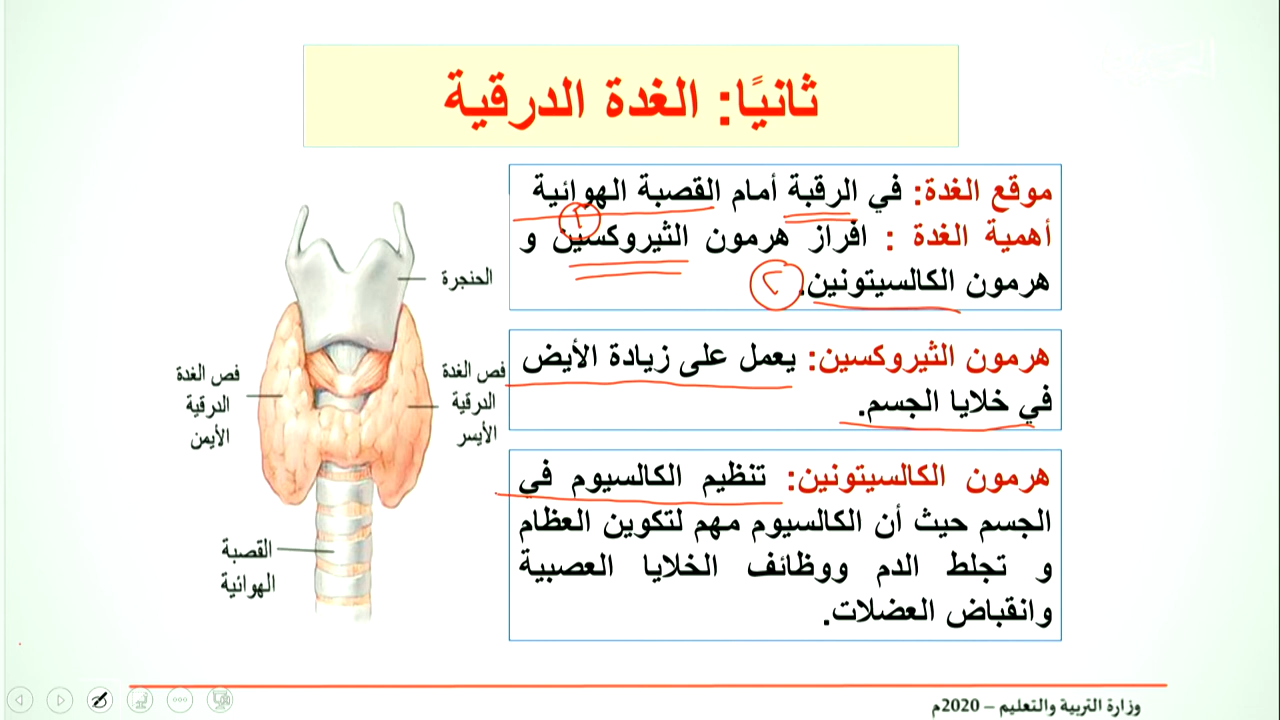 ثانيًا: الغدة الدرقية
موقع الغدة: في الرقبة أمام القصبة الهوائية
أهمية الغدة : افراز هرمون الثيروكسين و
هرمون الكالسيتونين.
١
٢
هرمون الثيروكسين: يعمل على زيادة الأيض
في خلايا الجسم.
هرمون الكالسيتونين: تنظيم الكالسيوم في
الجسم حيث أن الكالسيوم مهم لتكوين العظام
و تجلط الدم ووظائف الخلايا العصبية
وانقباض العضلات.
الحنجرة
فص الغدة
الدرقية
الأيسر
فص الغدة
الدرقية
الأيمن
القصبة
الهوائية
وزارة التربية والتعليم – 2020م